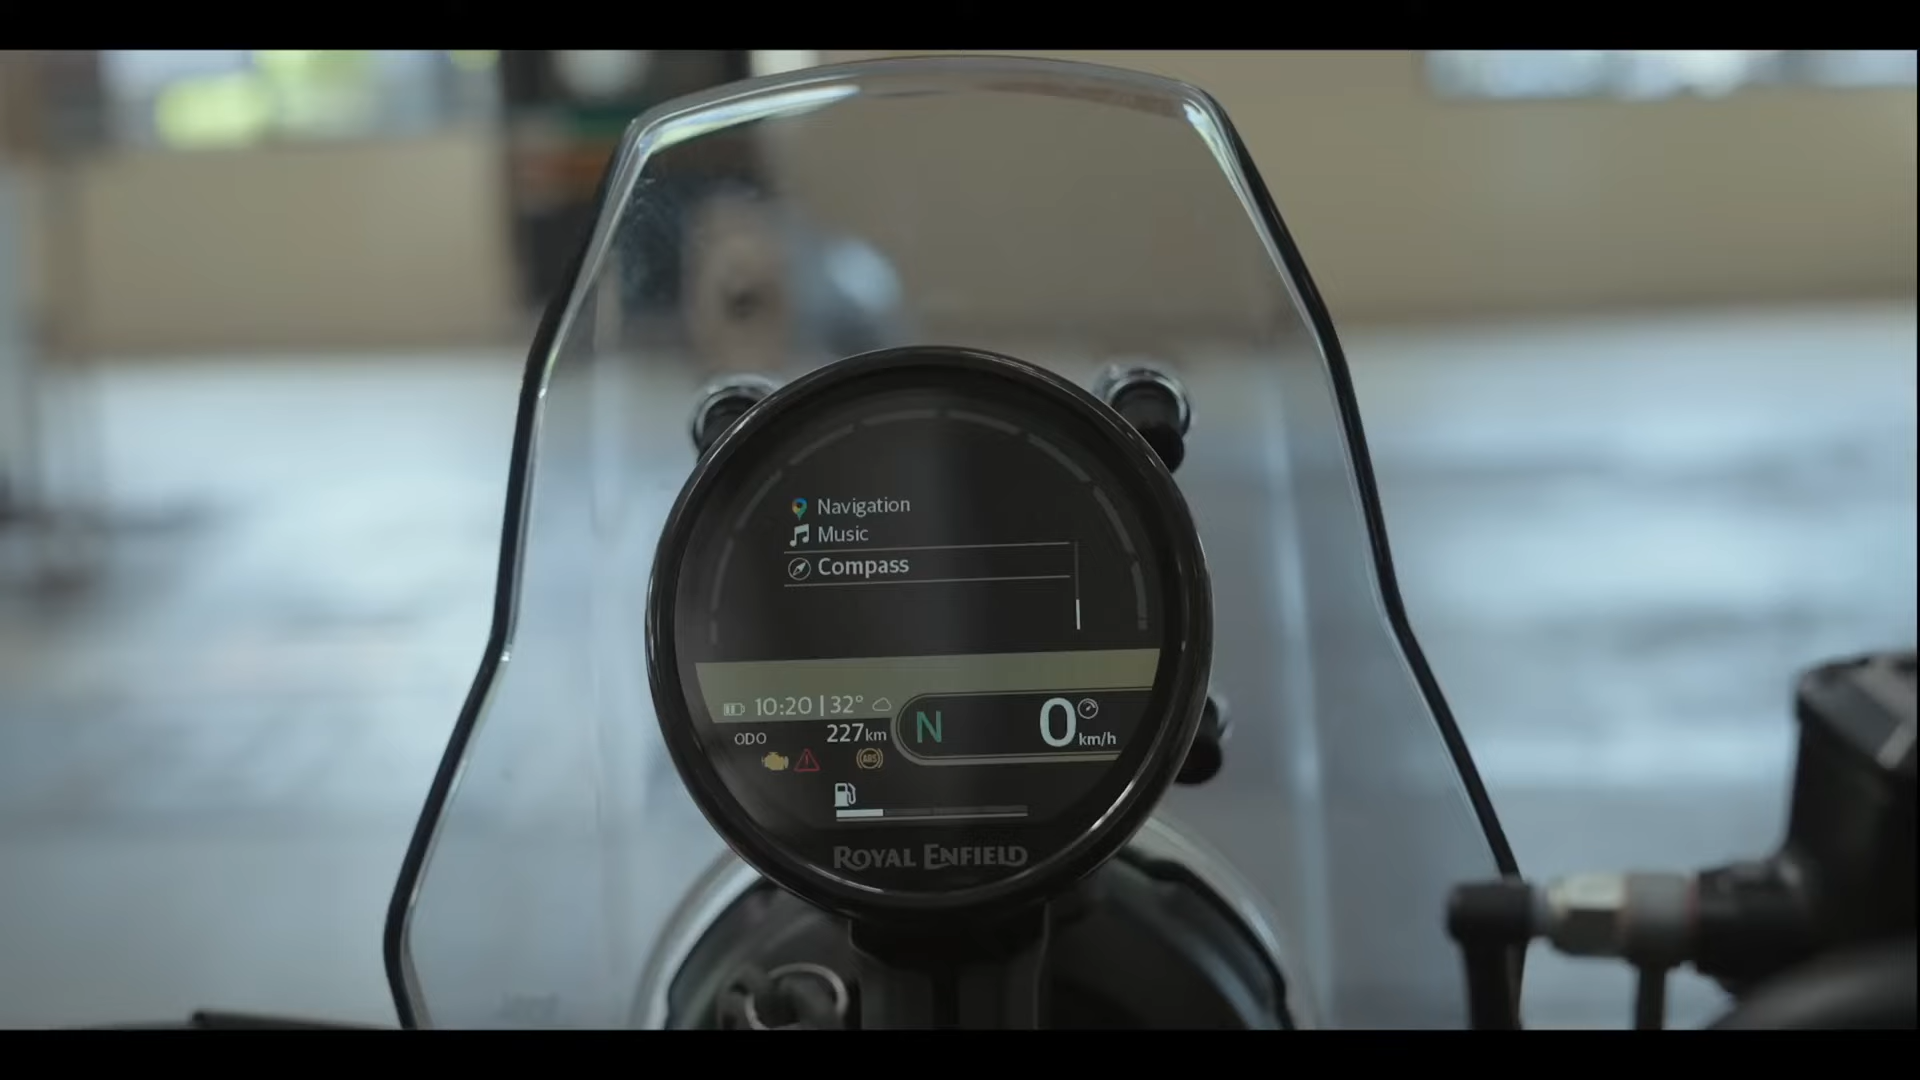 Navigation
Music
Compass
10:20 | 32°
ODO 227km
N 0 km/h
ABS
ROYAL ENFIELD